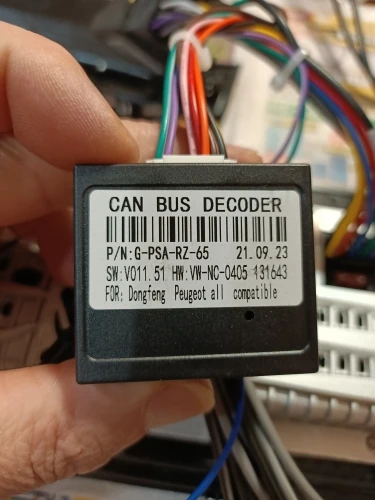 CAN BUS DECODER
P/N:G-PSA-RZ-65 21.09.23
SW:V011.51 HW:VW-NC-0405 131643
FOR: Dongfeng Peugeot all compatible